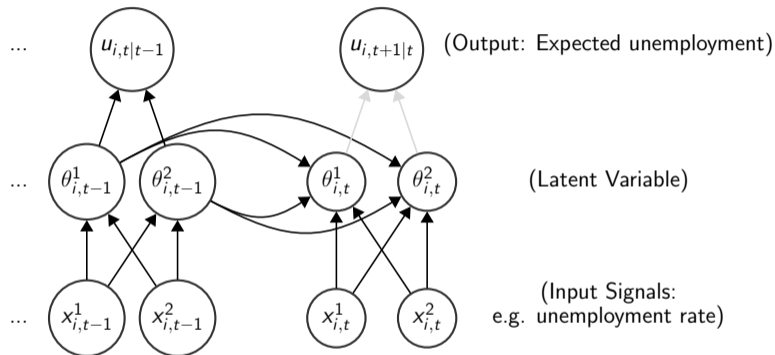 ... u_{i,t|t−1} u_{i,t+1|t} (Output: Expected unemployment)
... θ^1_{i,t−1} θ^2_{i,t−1} θ^1_{i,t} θ^2_{i,t} (Latent Variable)
... x^1_{i,t−1} x^2_{i,t−1} x^1_{i,t} x^2_{i,t} (Input Signals:
e.g. unemployment rate)